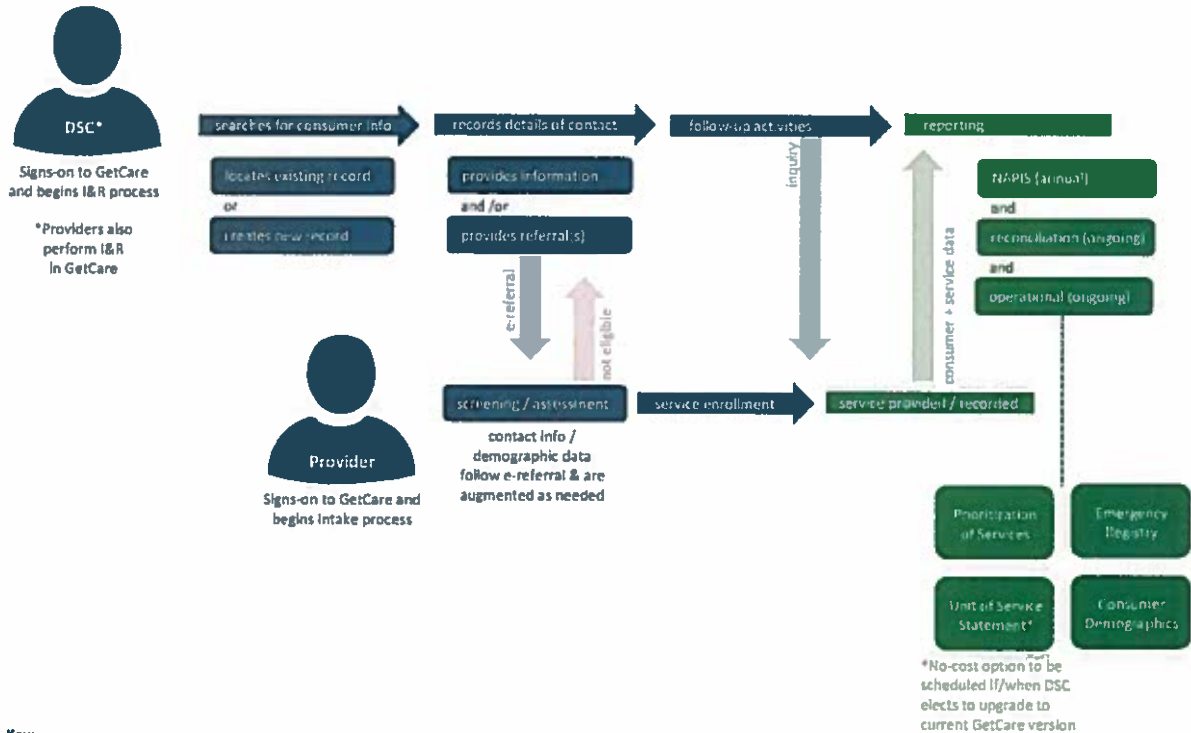 DSC*
Signs-on to GetCare
and begins I&R process
*Providers also
perform I&R
in GetCare
searches for consumer info
locates existing record
or
creates new record
records details of contact
provides information
and /or
provides referral(s)
e-referral
not eligible
follow-up activities
inquiry
reporting
consumer + service data
NAPIS (annual)
and
reconciliation (ongoing)
and
operational (ongoing)
Provider
Signs-on to GetCare and
begins intake process
screening / assessment
contact info /
demographic data
follow e-referral & are
augmented as needed
service enrollment
service provided / recorded
Prioritization
of Services
Emergency
Registry
Unit of Service
Statement*
Consumer
Demographics
*No-cost option to be
scheduled if/when DSC
elects to upgrade to
current GetCare version